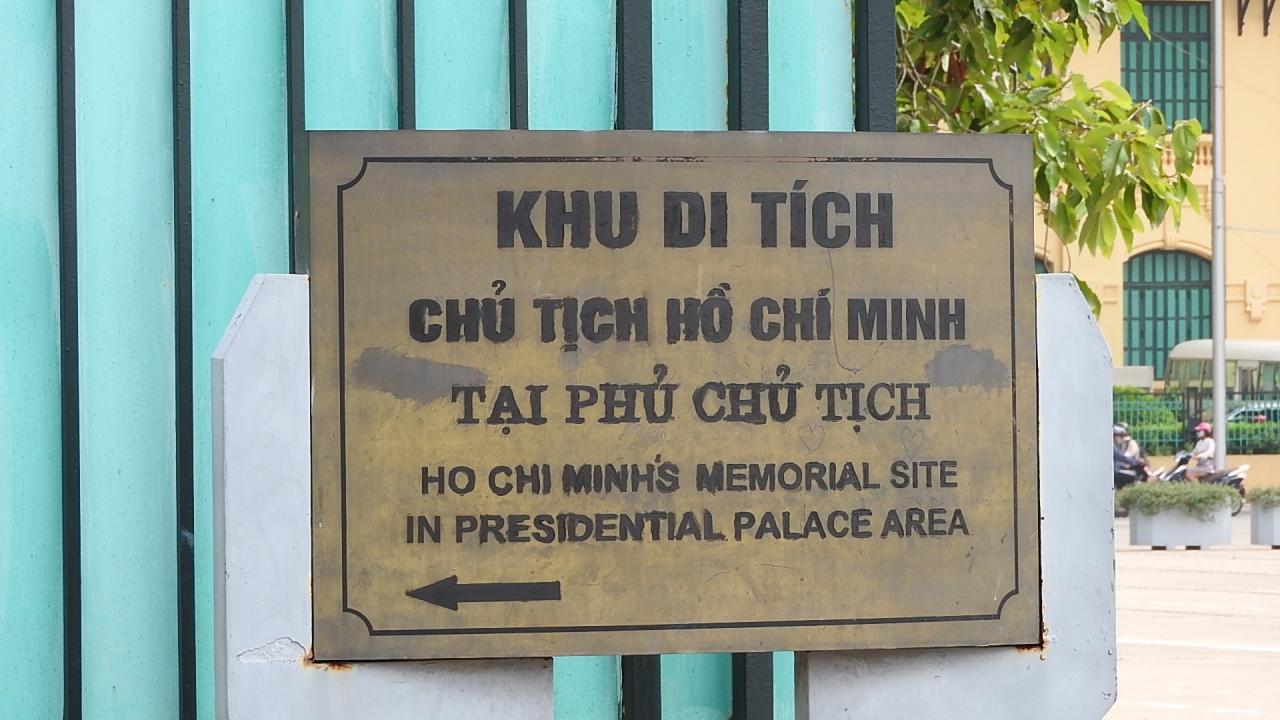 KHU DI TÍCH
CHỦ TỊCH HỒ CHÍ MINH
TẠI PHỦ CHỦ TỊCH
HO CHI MINH'S MEMORIAL SITE
IN PRESIDENTIAL PALACE AREA